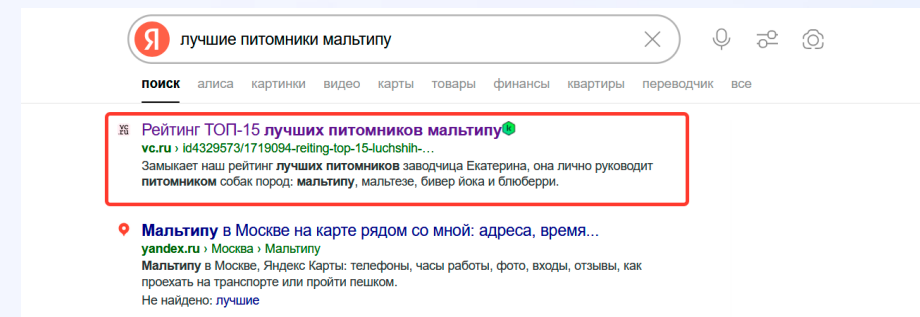 Я лучшие питомники мальтипу
поиск алиса картинки видео карты товары финансы квартиры переводчик все
Рейтинг ТОП-15 лучших питомников мальтипу
vc.ru › id4329573/1719094-reiting-top-15-luchshih-...
Замыкает наш рейтинг лучших питомников заводчица Екатерина, она лично руководит
питомником собак пород: мальтипу, мальтезе, бивер йока и блюберри.
Мальтипу в Москве на карте рядом со мной: адреса, время...
yandex.ru › Москва › Мальтипу
Мальтипу в Москве, Яндекс Карты: телефоны, часы работы, фото, входы, отзывы, как
проехать на транспорте или пройти пешком.
Не найдено: лучшие